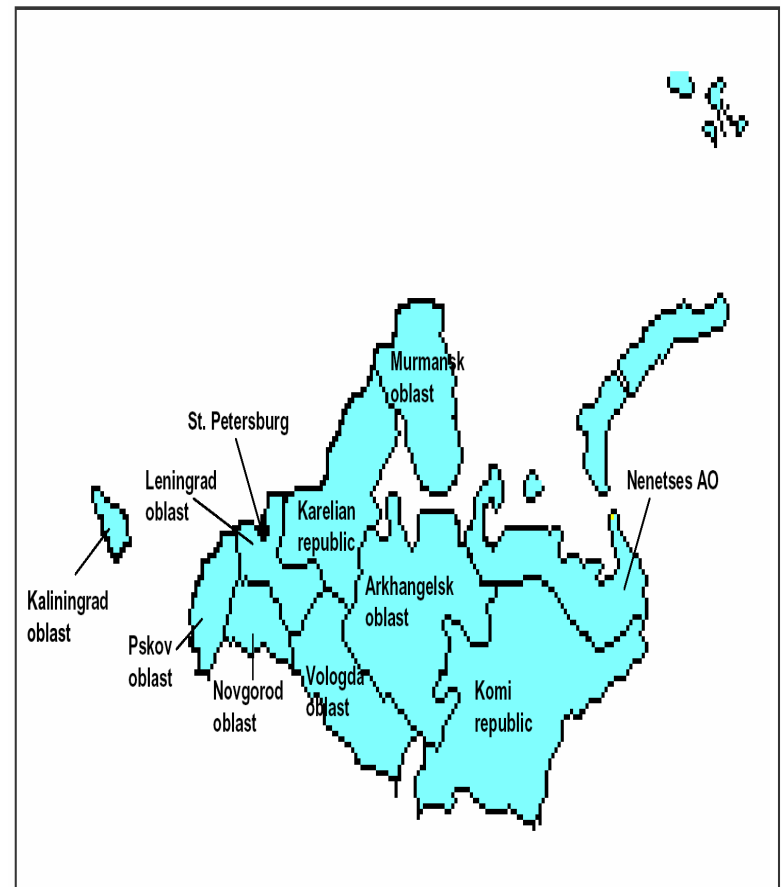 Murmansk
oblast
St. Petersburg
Leningrad
oblast
Nenetses AO
Karelian
republic
Kaliningrad
oblast
Arkhangelsk
oblast
Pskov
oblast
Novgorod
oblast
Vologda
oblast
Komi
republic